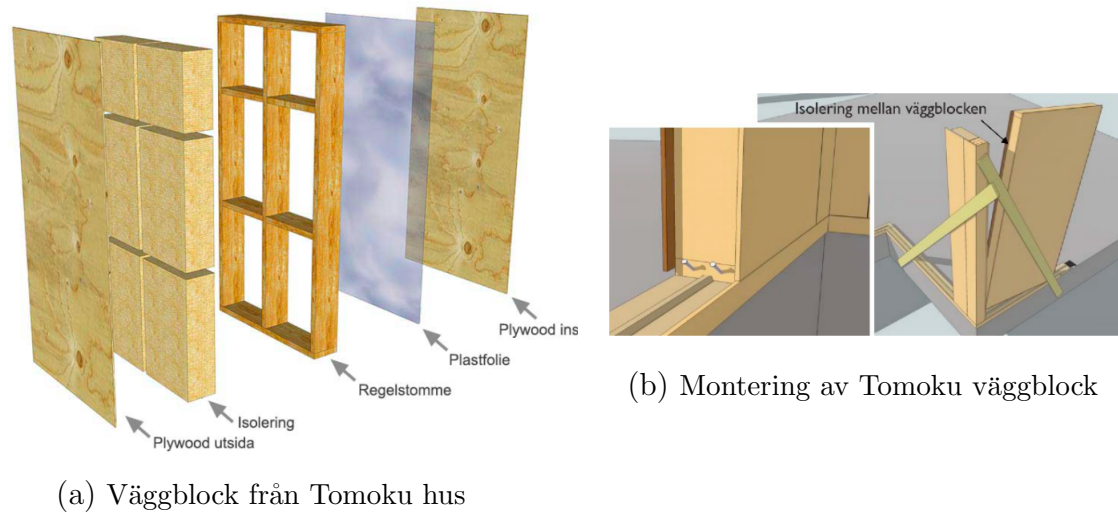 Plywood ins
Plastfolie
Regelstomme
Isolering
Plywood utsida
(a) Väggblock från Tomoku hus
Isolering mellan väggblocken
(b) Montering av Tomoku väggblock